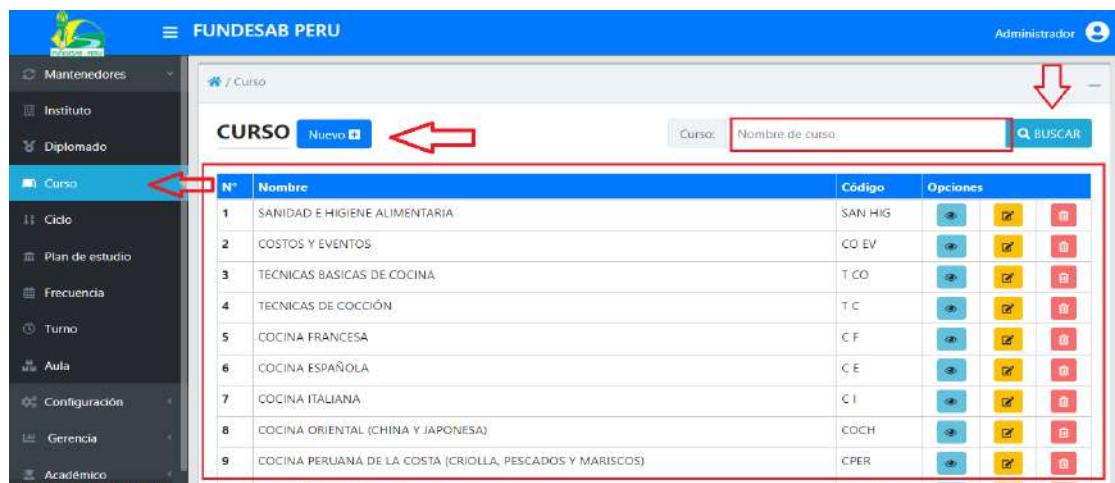 FUNDESAB PERU
Administrador
FUNDESAB PERU
Mantenedores
Instituto
Diplomado
Curso
Ciclo
Plan de estudio
Frecuencia
Turno
Aula
Configuración
Gerencia
Académico
/ Curso
CURSO Nuevo
Curso: Nombre de curso BUSCAR
N° Nombre Código Opciones
1 SANIDAD E HIGIENE ALIMENTARIA SAN HIG
2 COSTOS Y EVENTOS CO EV
3 TECNICAS BASICAS DE COCINA T CO
4 TECNICAS DE COCCIÓN T C
5 COCINA FRANCESA C F
6 COCINA ESPAÑOLA C E
7 COCINA ITALIANA C I
8 COCINA ORIENTAL (CHINA Y JAPONESA) COCH
9 COCINA PERUANA DE LA COSTA (CRIOLLA, PESCADOS Y MARISCOS) CPER